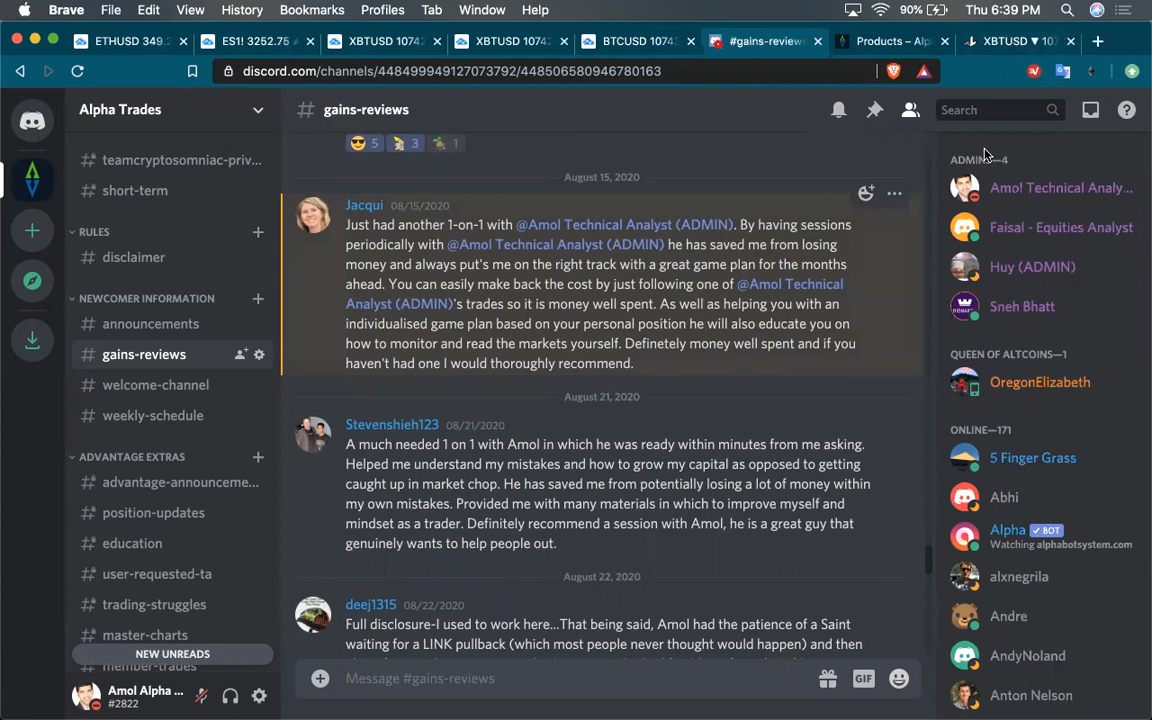 Brave File Edit View History Bookmarks Profiles Tab Window Help 90% Thu 6:39 PM
ETHUSD 349.2 ES1! 3252.75 XBTUSD 10742 XBTUSD 10742 BTCUSD 10743 #gains-reviews Products – Al XBTUSD ▼ 107
discord.com/channels/448499949127073792/448506580946780163
Alpha Trades
# gains-reviews
Search
teamcryptosomniac-priv...
short-term
RULES
disclaimer
NEWCOMER INFORMATION
announcements
gains-reviews
welcome-channel
weekly-schedule
ADVANTAGE EXTRAS
advantage-announceme...
position-updates
education
user-requested-ta
trading-struggles
master-charts
NEW UNREADS
member-trades
Amol Alpha ...
#2822
5 3 1
August 15, 2020
Jacqui 08/15/2020
Just had another 1-on-1 with @Amol Technical Analyst (ADMIN). By having sessions
periodically with @Amol Technical Analyst (ADMIN) he has saved me from losing
money and always put's me on the right track with a great game plan for the months
ahead. You can easily make back the cost by just following one of @Amol Technical
Analyst (ADMIN)'s trades so it is money well spent. As well as helping you with an
individualised game plan based on your personal position he will also educate you on
how to monitor and read the markets yourself. Definetely money well spent and if you
haven't had one I would thoroughly recommend.
August 21, 2020
Stevenshieh123 08/21/2020
A much needed 1 on 1 with Amol in which he was ready within minutes from me asking.
Helped me understand my mistakes and how to grow my capital as opposed to getting
caught up in market chop. He has saved me from potentially losing a lot of money within
my own mistakes. Provided me with many materials in which to improve myself and
mindset as a trader. Definitely recommend a session with Amol, he is a great guy that
genuinely wants to help people out.
August 22, 2020
deej1315 08/22/2020
Full disclosure-I used to work here...That being said, Amol had the patience of a Saint
waiting for a LINK pullback (which most people never thought would happen) and then
Message #gains-reviews
GIF
ADMIN—4
Amol Technical Analy...
Faisal - Equities Analyst
Huy (ADMIN)
Sneh Bhatt
QUEEN OF ALTCOINS—1
OregonElizabeth
ONLINE—171
5 Finger Grass
Abhi
Alpha BOT
Watching alphabotsystem.com
alxnegrila
Andre
AndyNoland
Anton Nelson